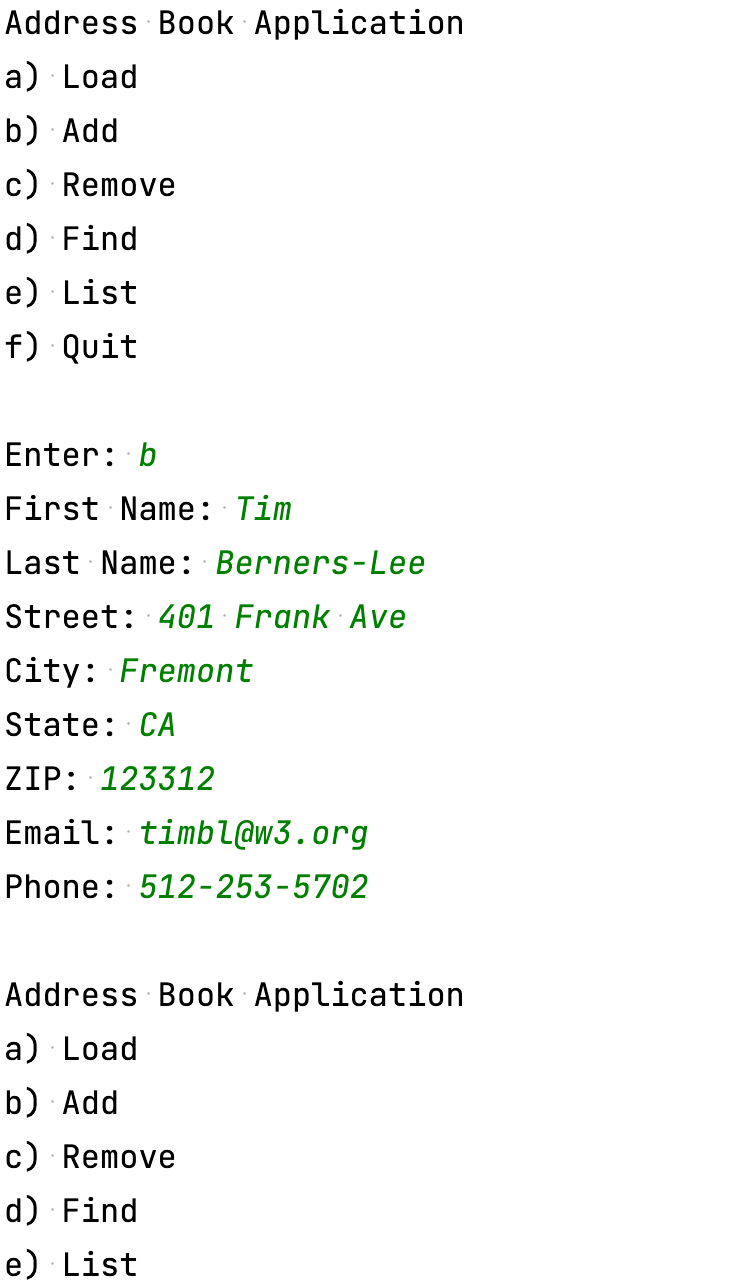 Address Book Application
a) Load
b) Add
c) Remove
d) Find
e) List
f) Quit
Enter: b
First Name: Tim
Last Name: Berners-Lee
Street: 401 Frank Ave
City: Fremont
State: CA
ZIP: 123312
Email: timbl@w3.org
Phone: 512-253-5702
Address Book Application
a) Load
b) Add
c) Remove
d) Find
e) List